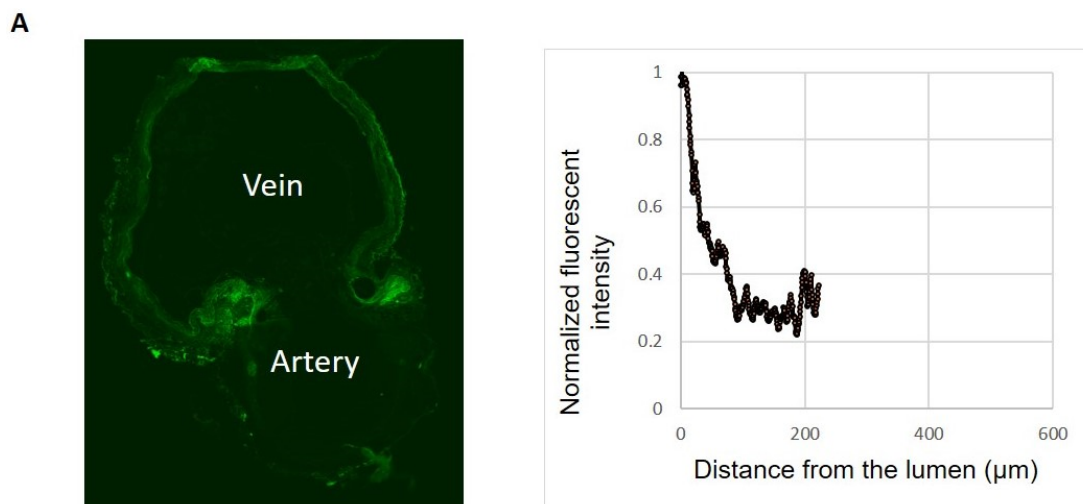 A
Vein
Artery
Normalized fluorescent
intensity
1
0.8
0.6
0.4
0.2
0
0
200
400
600
Distance from the lumen (µm)